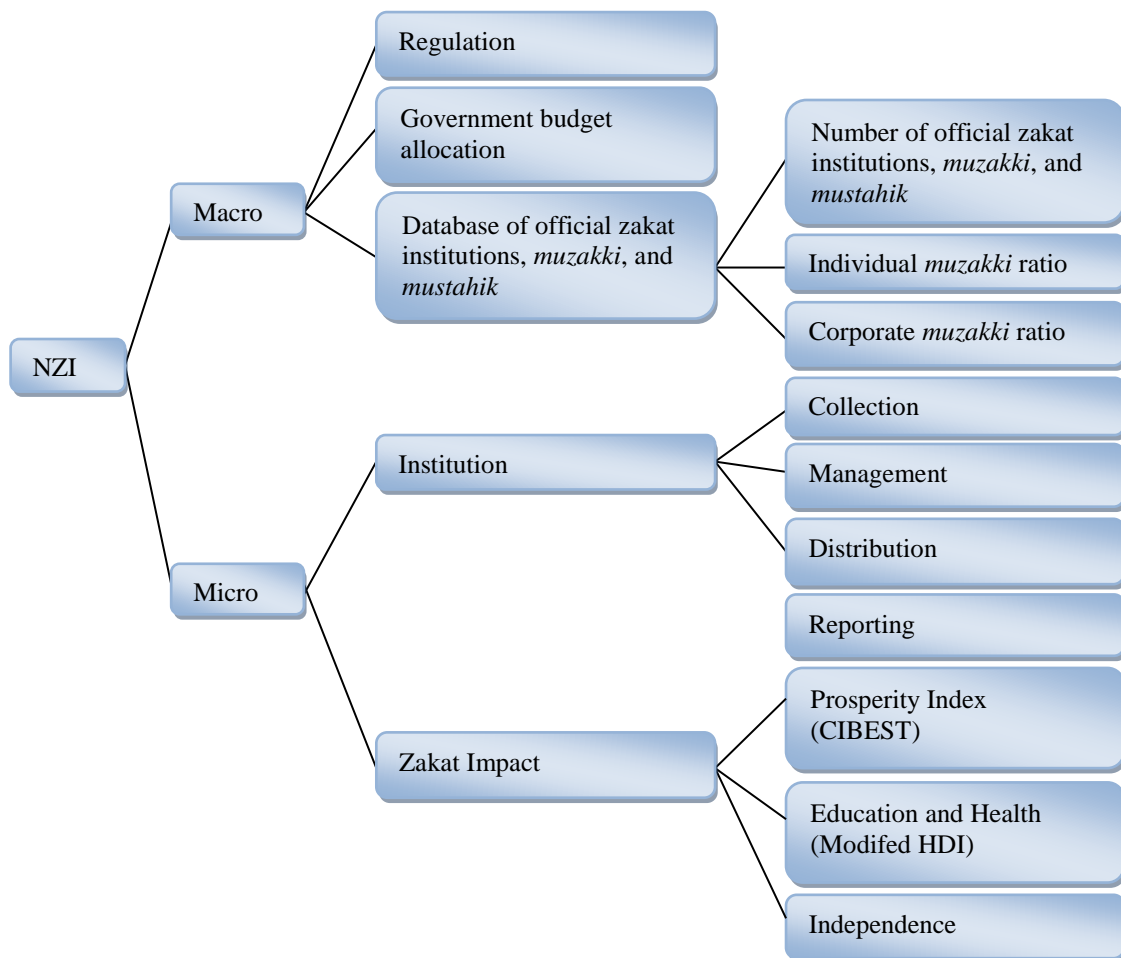 NZI
Macro
Regulation
Government budget
allocation
Database of official zakat
institutions, muzakki, and
mustahik
Number of official zakat
institutions, muzakki, and
mustahik
Individual muzakki ratio
Corporate muzakki ratio
Micro
Institution
Collection
Management
Distribution
Reporting
Zakat Impact
Prosperity Index
(CIBEST)
Education and Health
(Modifed HDI)
Independence